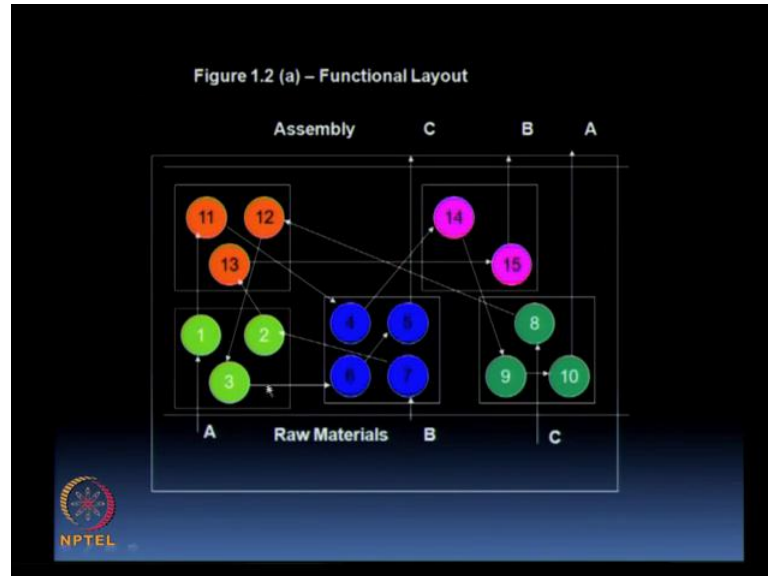 Figure 1.2 (a) – Functional Layout
Assembly C B A
11 12 14
13 15
1 2 4 5 8
3 6 7 9 10
A Raw Materials B C
NPTEL